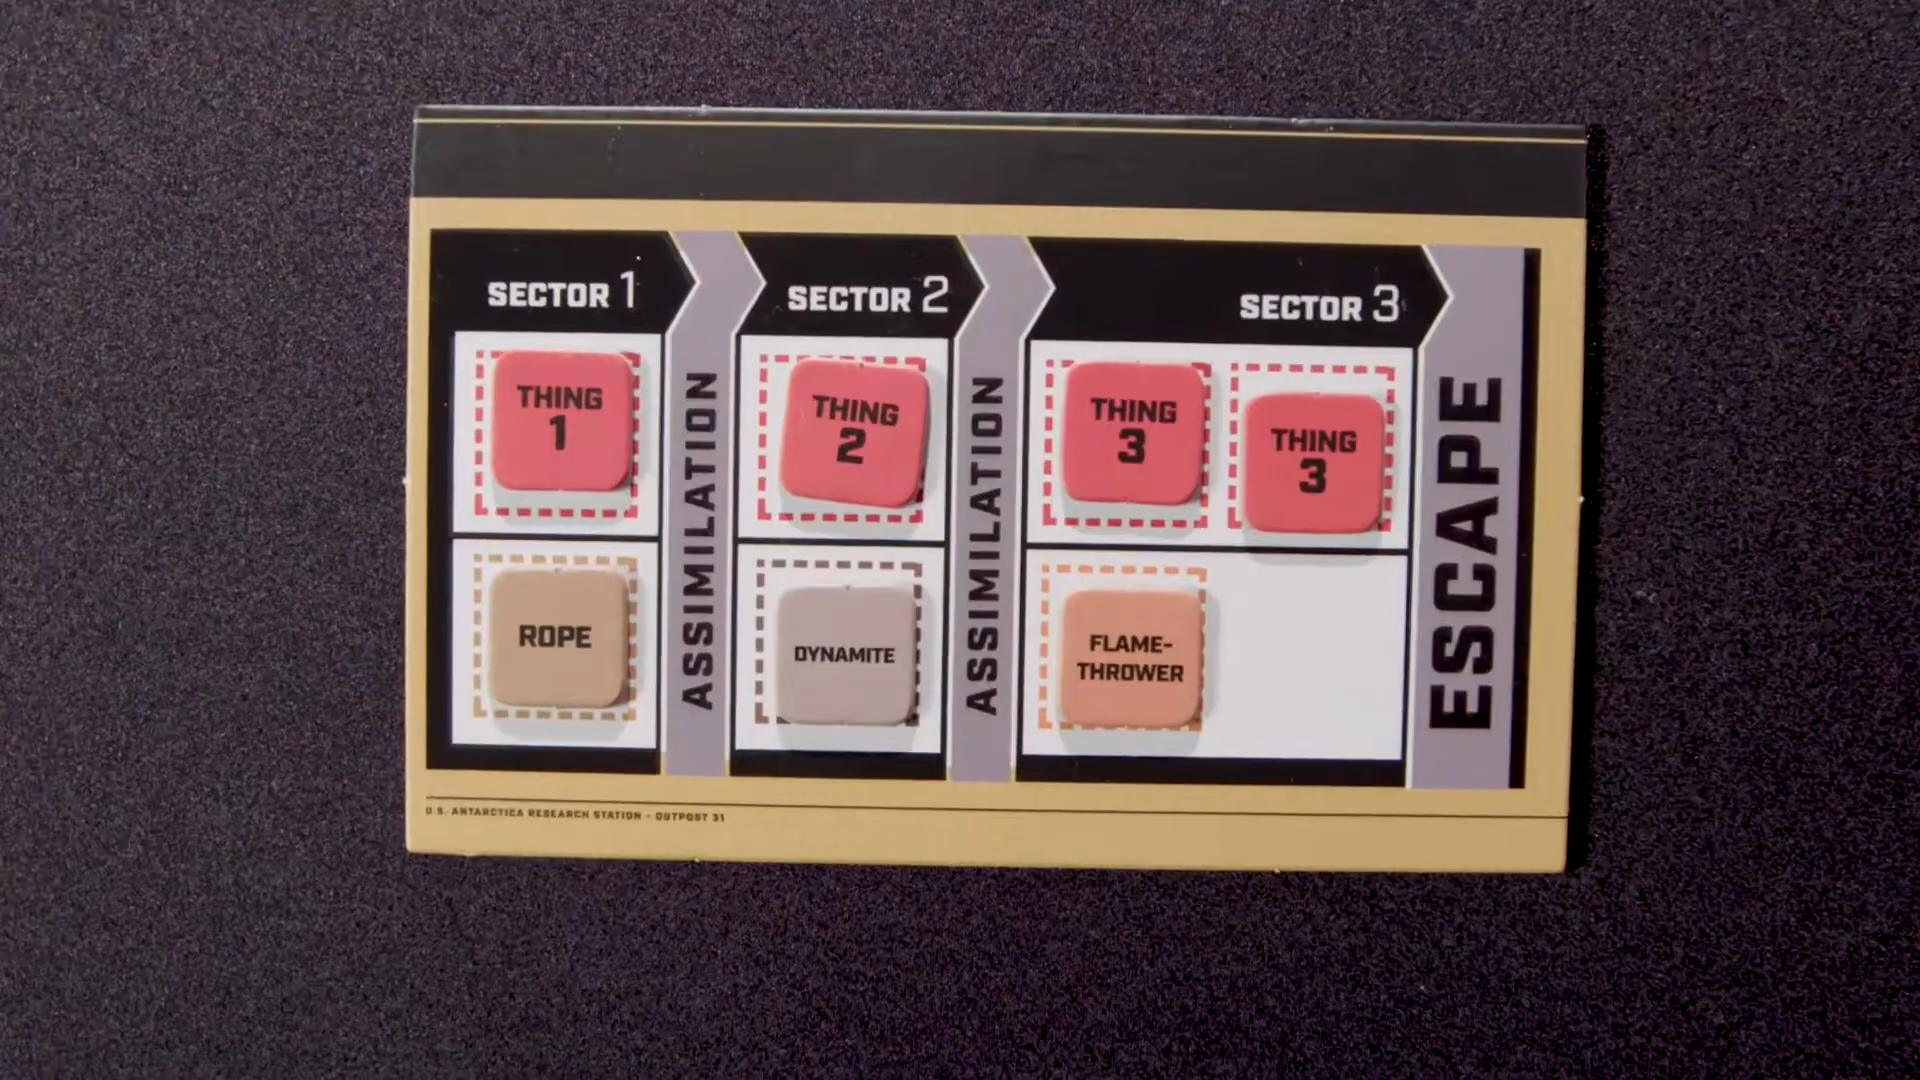 SECTOR 1
SECTOR 2
SECTOR 3
THING
1
THING
2
THING
3
THING
3
ASSIMILATION
ASSIMILATION
ESCAPE
ROPE
DYNAMITE
FLAME-
THROWER
U.S. ANTARCTICA RESEARCH STATION - OUTPOST 31